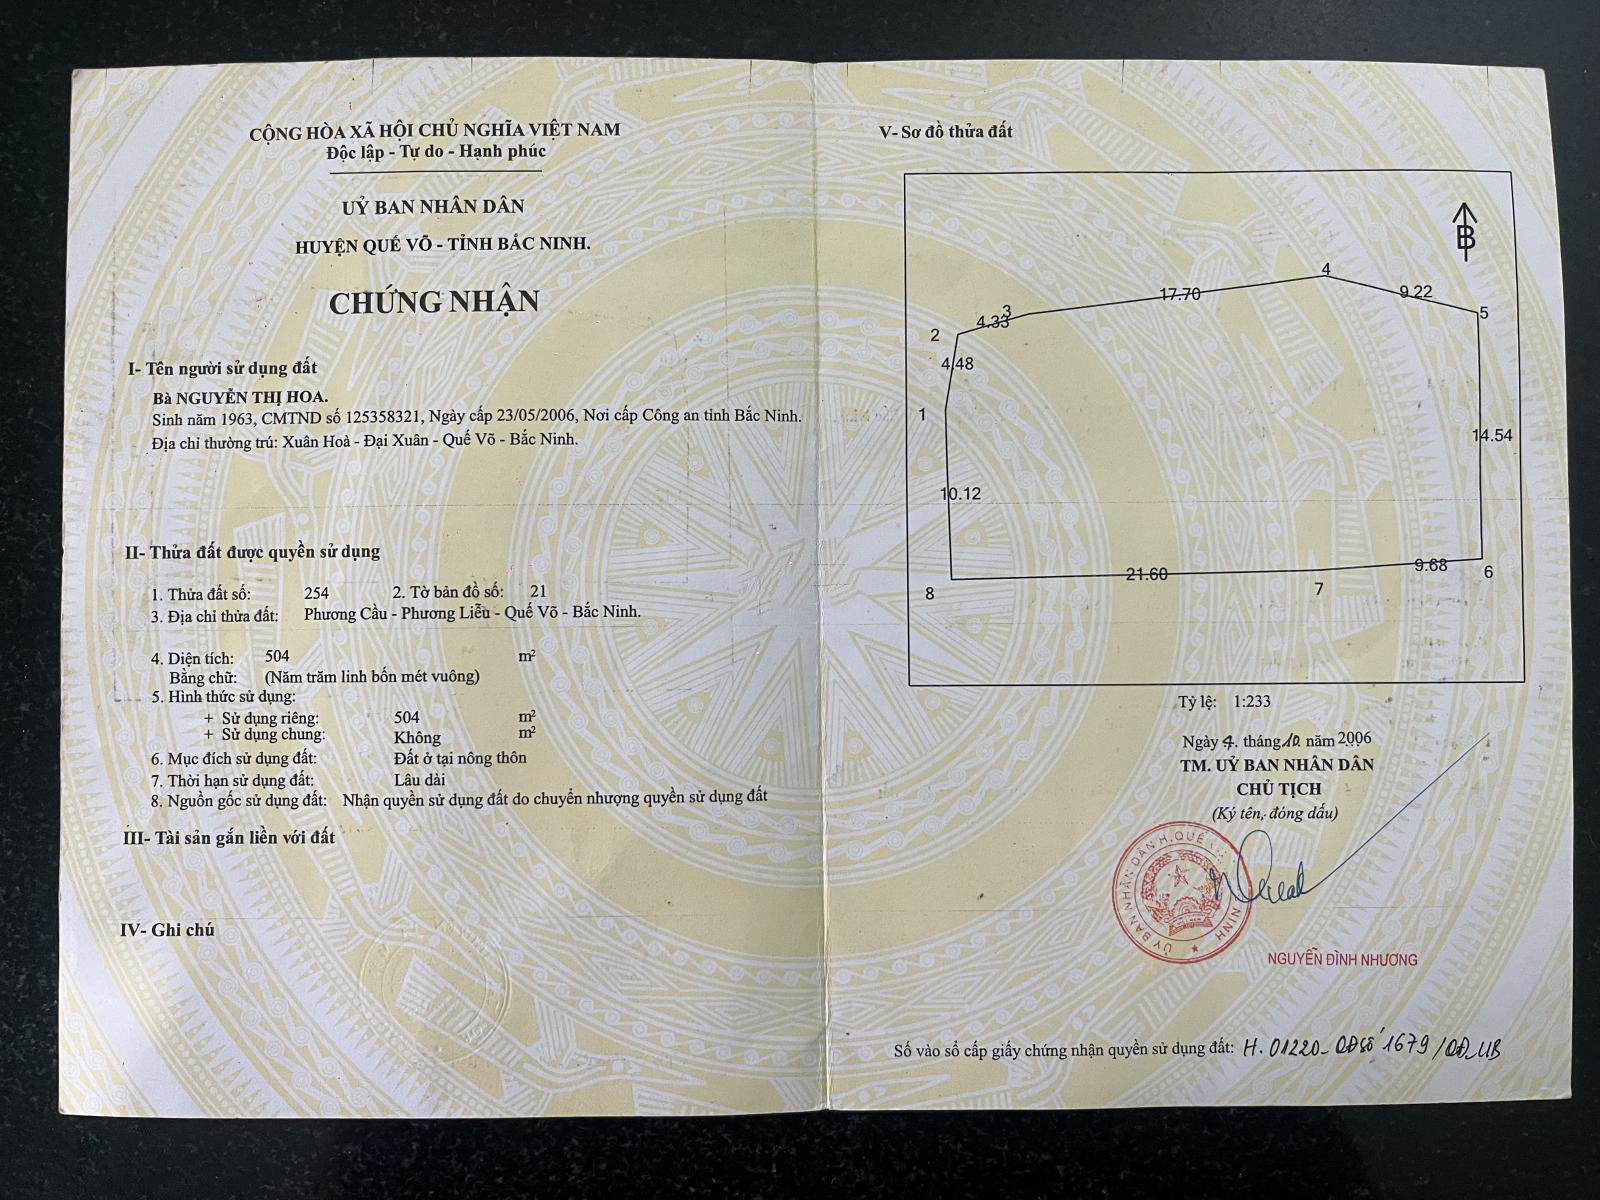 CỘNG HÒA XÃ HỘI CHỦ NGHĨA VIỆT NAM
Độc lập - Tự do - Hạnh phúc
UỶ BAN NHÂN DÂN
HUYỆN QUẾ VÕ - TỈNH BẮC NINH.
CHỨNG NHẬN
I- Tên người sử dụng đất
Bà NGUYỄN THỊ HOA.
Sinh năm 1963, CMTND số 125358321, Ngày cấp 23/05/2006, Nơi cấp Công an tỉnh Bắc Ninh.
Địa chỉ thường trú: Xuân Hoà - Đại Xuân - Quế Võ - Bắc Ninh.
II- Thửa đất được quyền sử dụng
1. Thửa đất số: 254 2. Tờ bản đồ số: 21
3. Địa chỉ thửa đất: Phương Cầu - Phương Liễu - Quế Võ - Bắc Ninh.
4. Diện tích: 504 m²
Bằng chữ: (Năm trăm linh bốn mét vuông)
5. Hình thức sử dụng:
+ Sử dụng riêng: 504 m²
+ Sử dụng chung: Không m²
6. Mục đích sử dụng đất: Đất ở tại nông thôn
7. Thời hạn sử dụng đất: Lâu dài
8. Nguồn gốc sử dụng đất: Nhận quyền sử dụng đất do chuyển nhượng quyền sử dụng đất
III- Tài sản gắn liền với đất
IV- Ghi chú
V- Sơ đồ thửa đất
B
4
17.70
9.22
3
5
4.33
2
4.48
1
14.54
10.12
9.68
21.60
6
7
8
Tỷ lệ: 1:233
Ngày 4. tháng 10. năm 2006
TM. UỶ BAN NHÂN DÂN
CHỦ TỊCH
(Ký tên, đóng dấu)
ỦY BAN NHÂN DÂN H. QUẾ
NINH
NGUYỄN ĐÌNH NHƯƠNG
Số vào sổ cấp giấy chứng nhận quyền sử dụng đất: H. 01220_ QĐ số 1679 /QĐ_UB